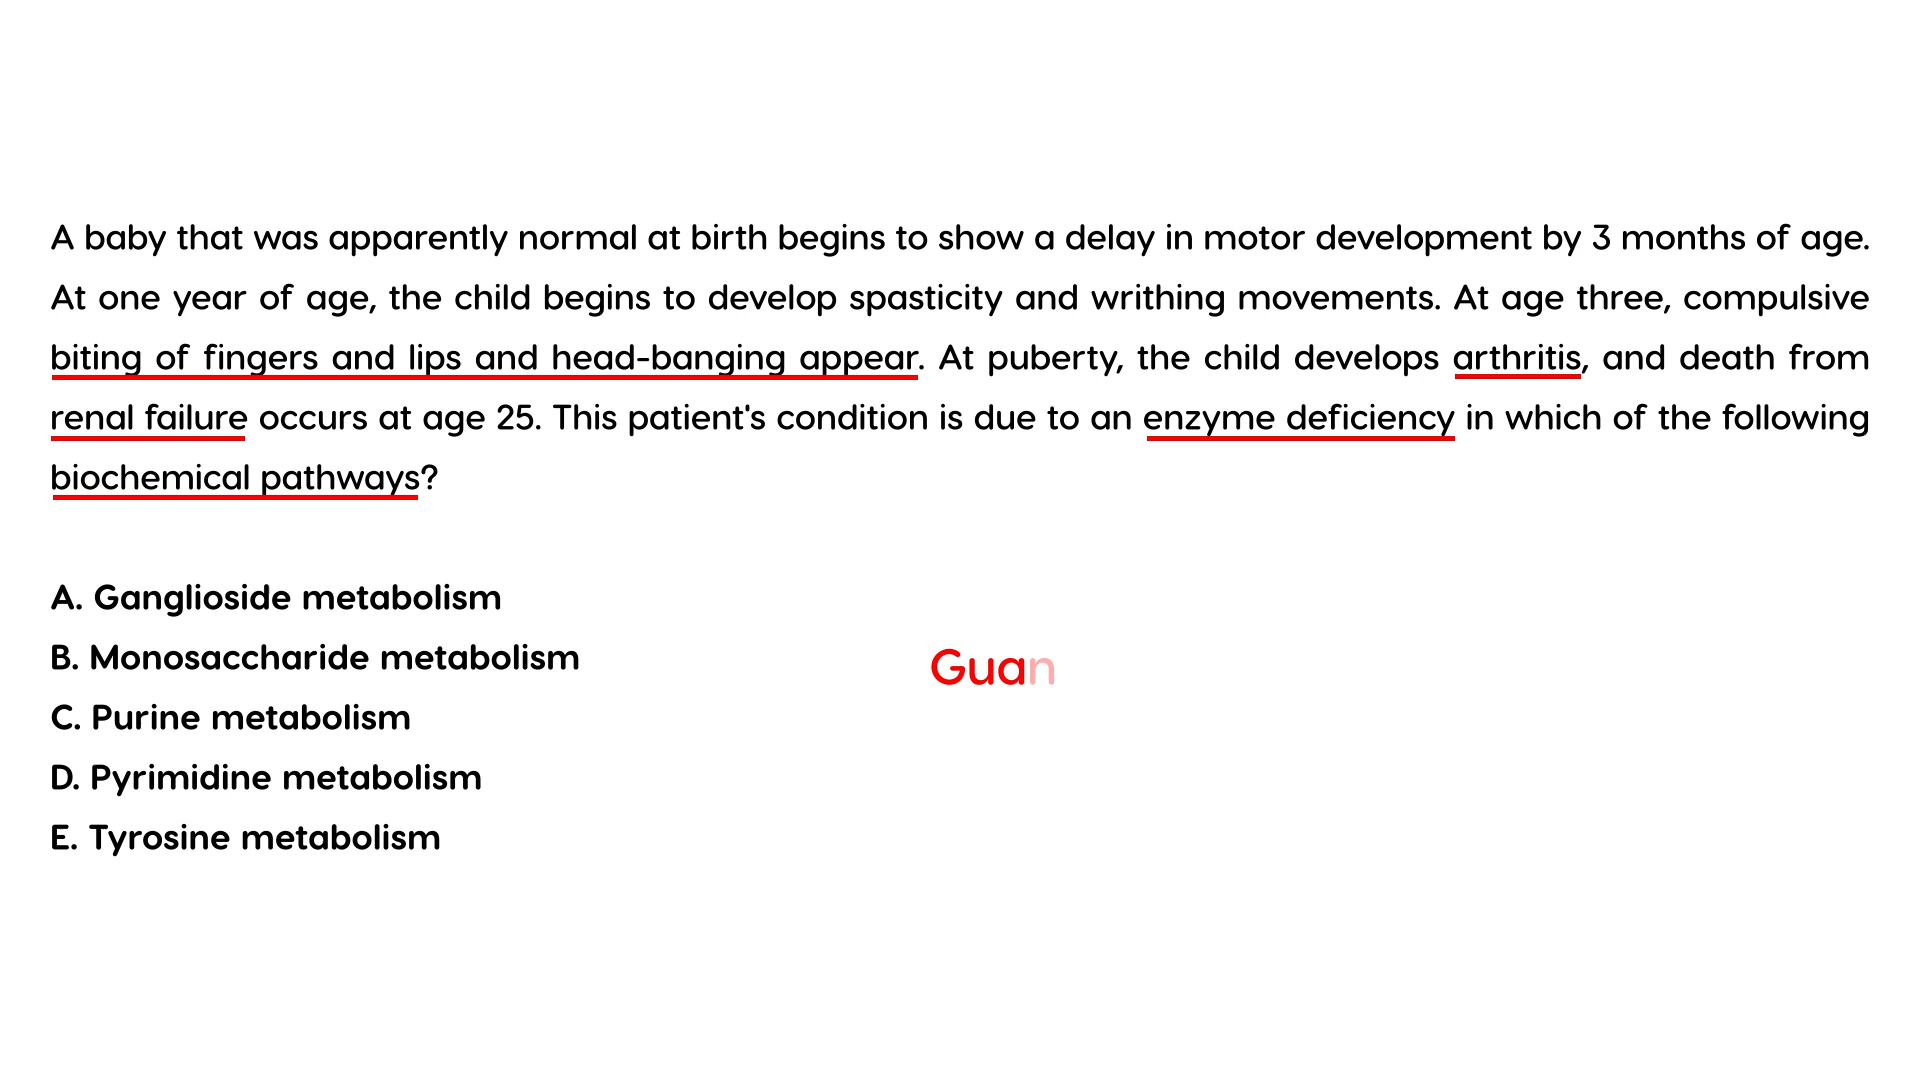 A baby that was apparently normal at birth begins to show a delay in motor development by 3 months of age.
At one year of age, the child begins to develop spasticity and writhing movements. At age three, compulsive
biting of fingers and lips and head-banging appear. At puberty, the child develops arthritis, and death from
renal failure occurs at age 25. This patient's condition is due to an enzyme deficiency in which of the following
biochemical pathways?
A. Ganglioside metabolism
B. Monosaccharide metabolism
Guan
C. Purine metabolism
D. Pyrimidine metabolism
E. Tyrosine metabolism